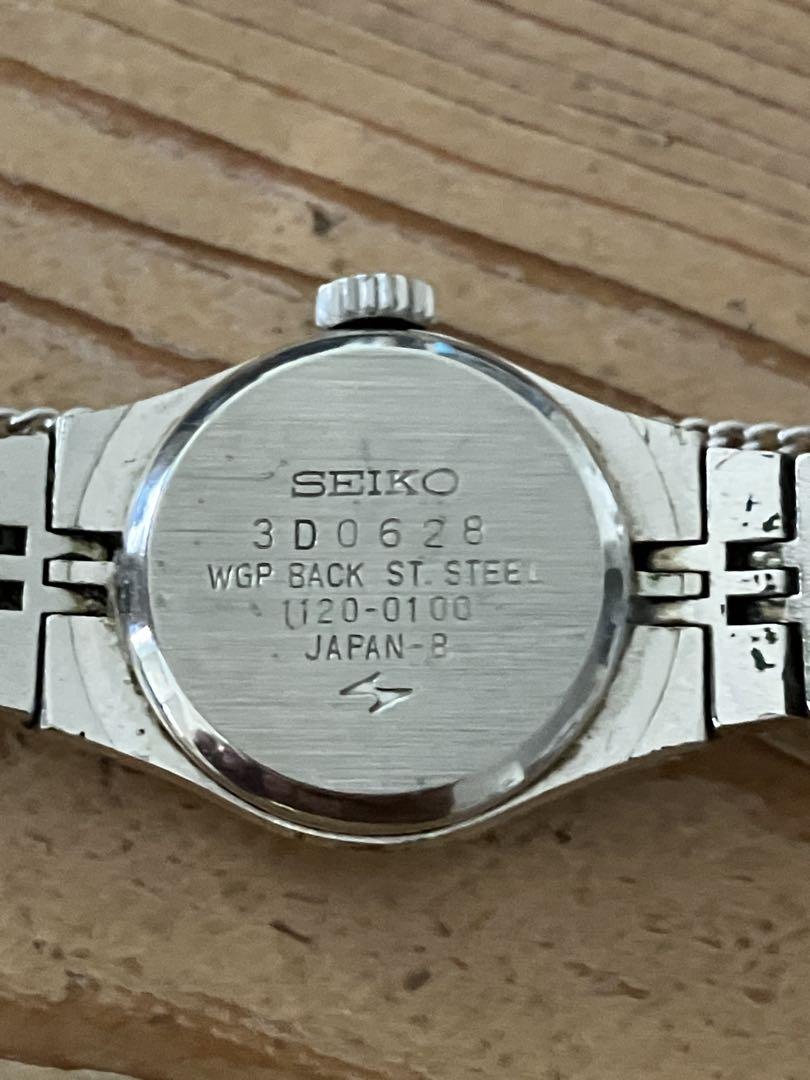 SEIKO
3D0628
WGP BACK ST. STEEL
1120-0100
JAPAN-B